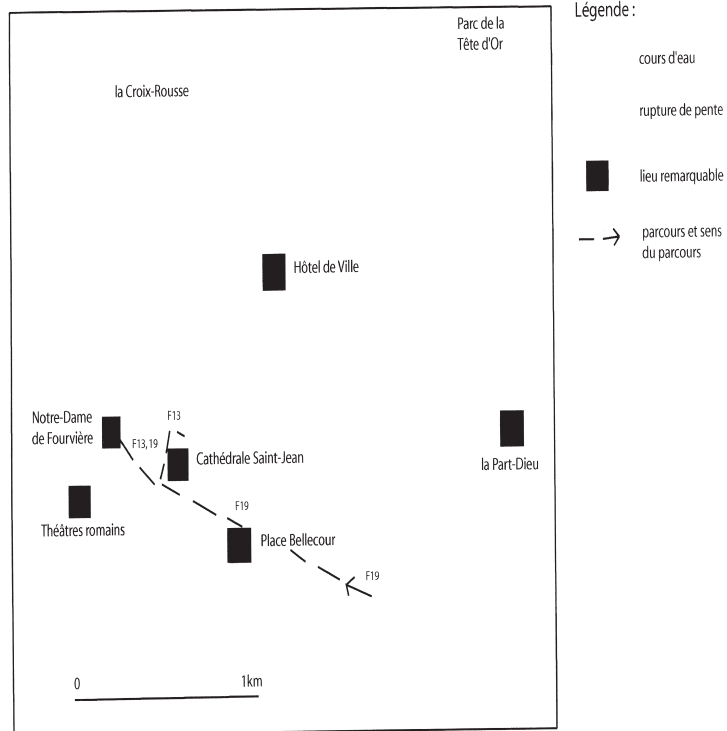 Parc de la
Tête d'Or
Légende :
cours d'eau
la Croix-Rousse
rupture de pente
lieu remarquable
parcours et sens
du parcours
Hôtel de Ville
Notre-Dame
de Fourvière
F13
F13,19
Cathédrale Saint-Jean
la Part-Dieu
Théâtres romains
F19
Place Bellecour
F19
0
1km